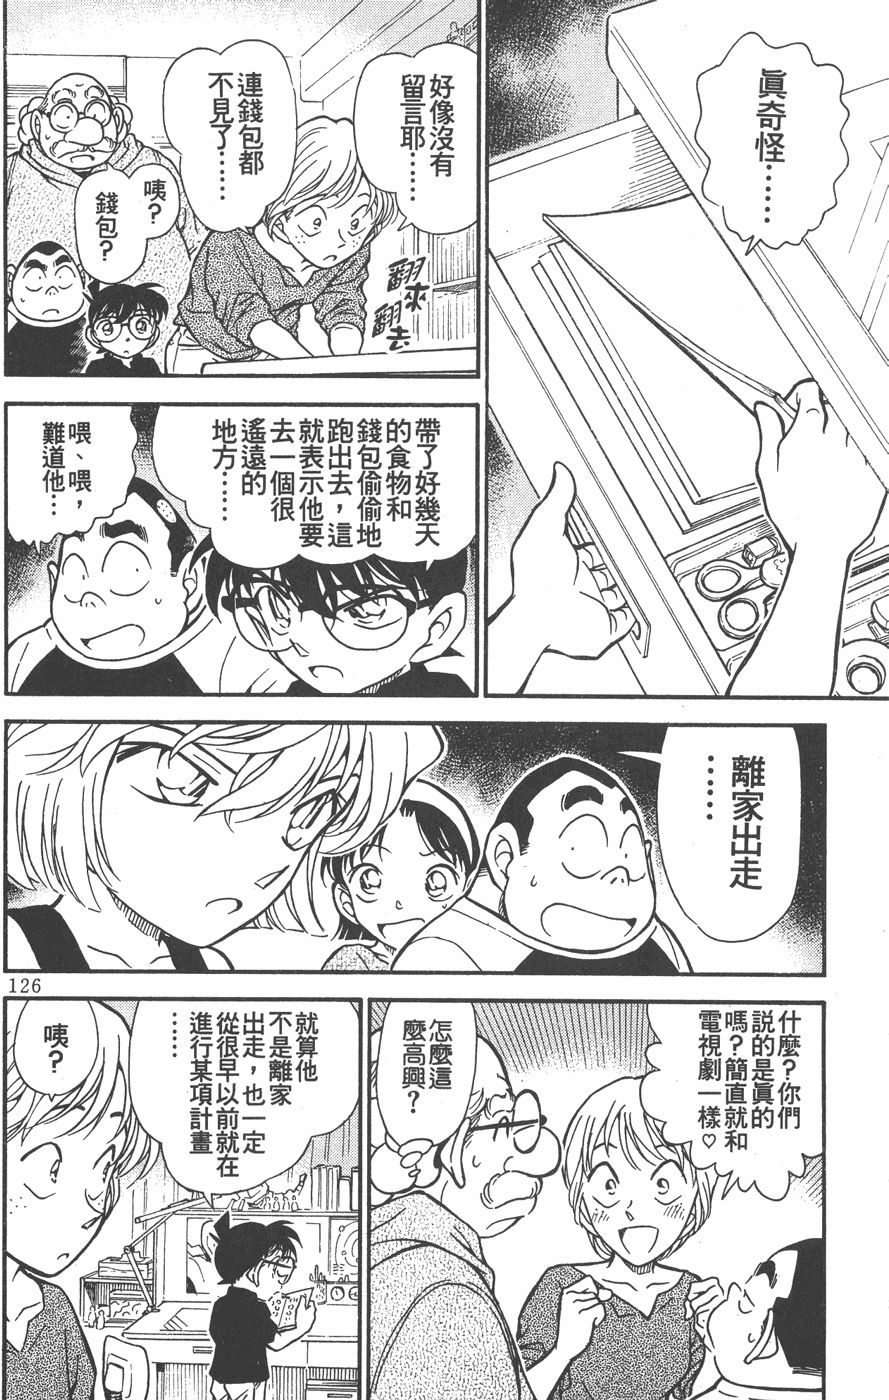 眞奇怪……
好像沒有
留言耶……
連錢包都
不見了……
翻來
翻去
咦？
錢包？
帶了好幾天
的食物和
錢包偷偷地
跑出去，這
就表示他要
去一個很
遙遠的
地方……
喂、喂，
難道他…
離家出走
……
什麼？你們
說的是眞的
嗎？簡直就和
電視劇一樣♡
怎麼這
麼高興？
就算他
不是離家
出走，也一定
從很早以前就在
進行某項計畫
……
咦？
126